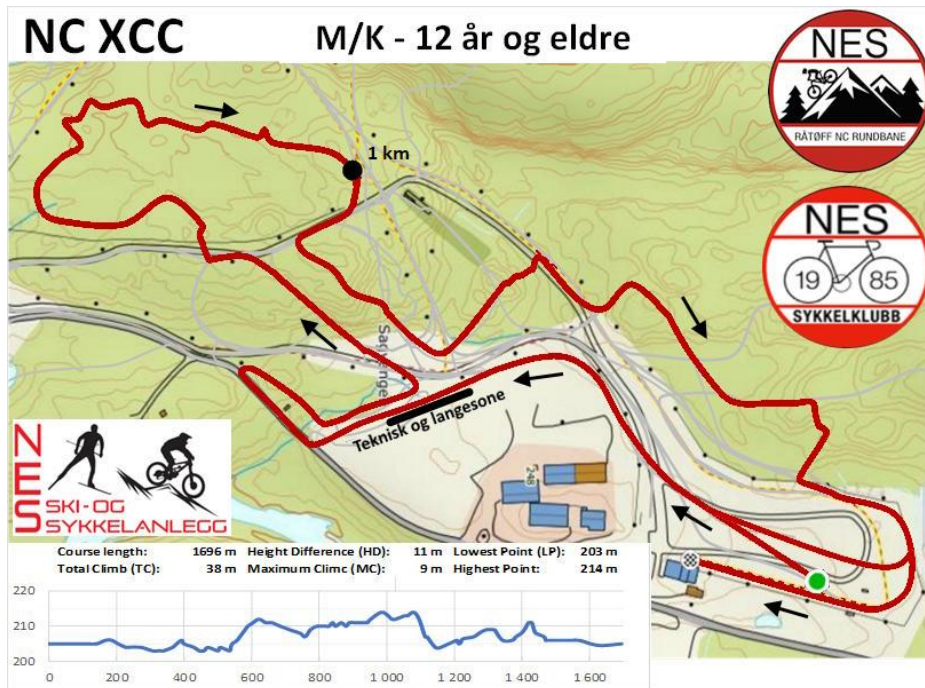 NC XCC
M/K - 12 år og eldre
NES
RÅTØFF NC RUNDBANE
1 km
NES
19 85
SYKKELKLUBB
Teknisk og langesone
248
NES
SKI-OG
SYKKELANLEGG
Course length: 1696 m Height Difference (HD): 11 m Lowest Point (LP): 203 m
Total Climb (TC): 38 m Maximum Climc (MC): 9 m Highest Point: 214 m
220
210
200
0 200 400 600 800 1 000 1 200 1 400 1 600